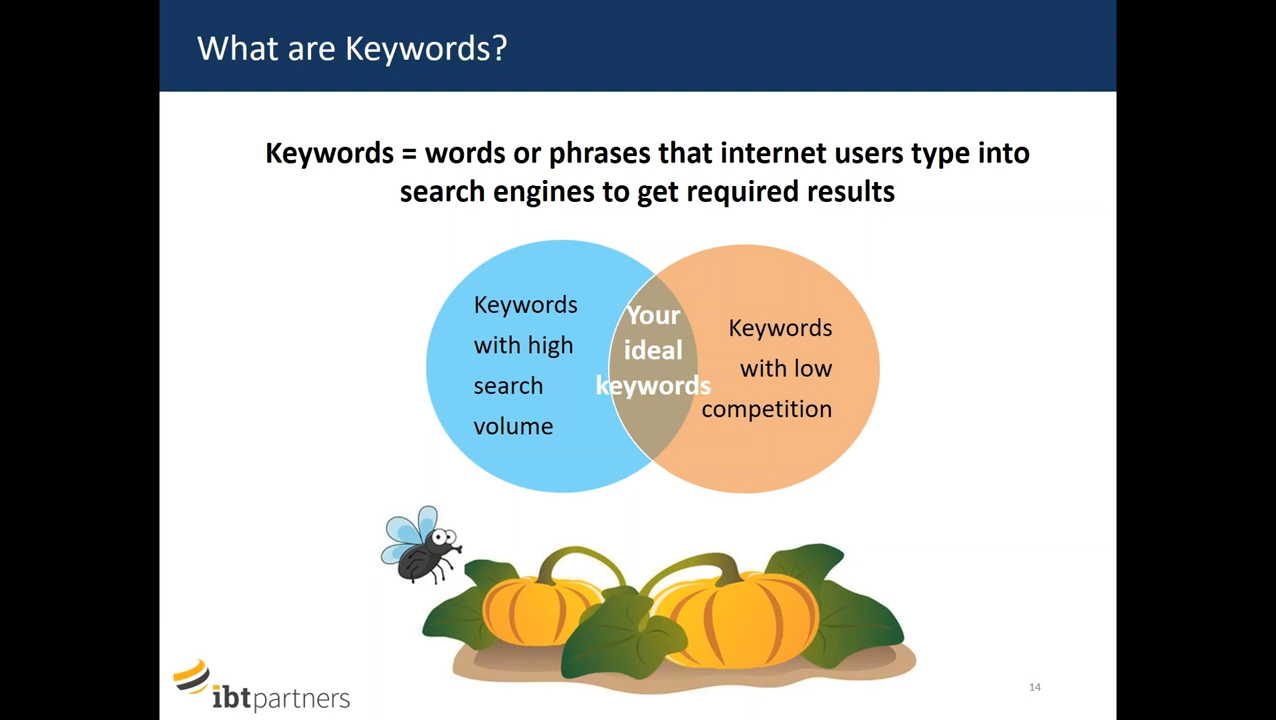 What are Keywords?
Keywords = words or phrases that internet users type into
search engines to get required results
Keywords
with high
search
volume
Your
ideal
keywords
Keywords
with low
competition
ibtpartners
14